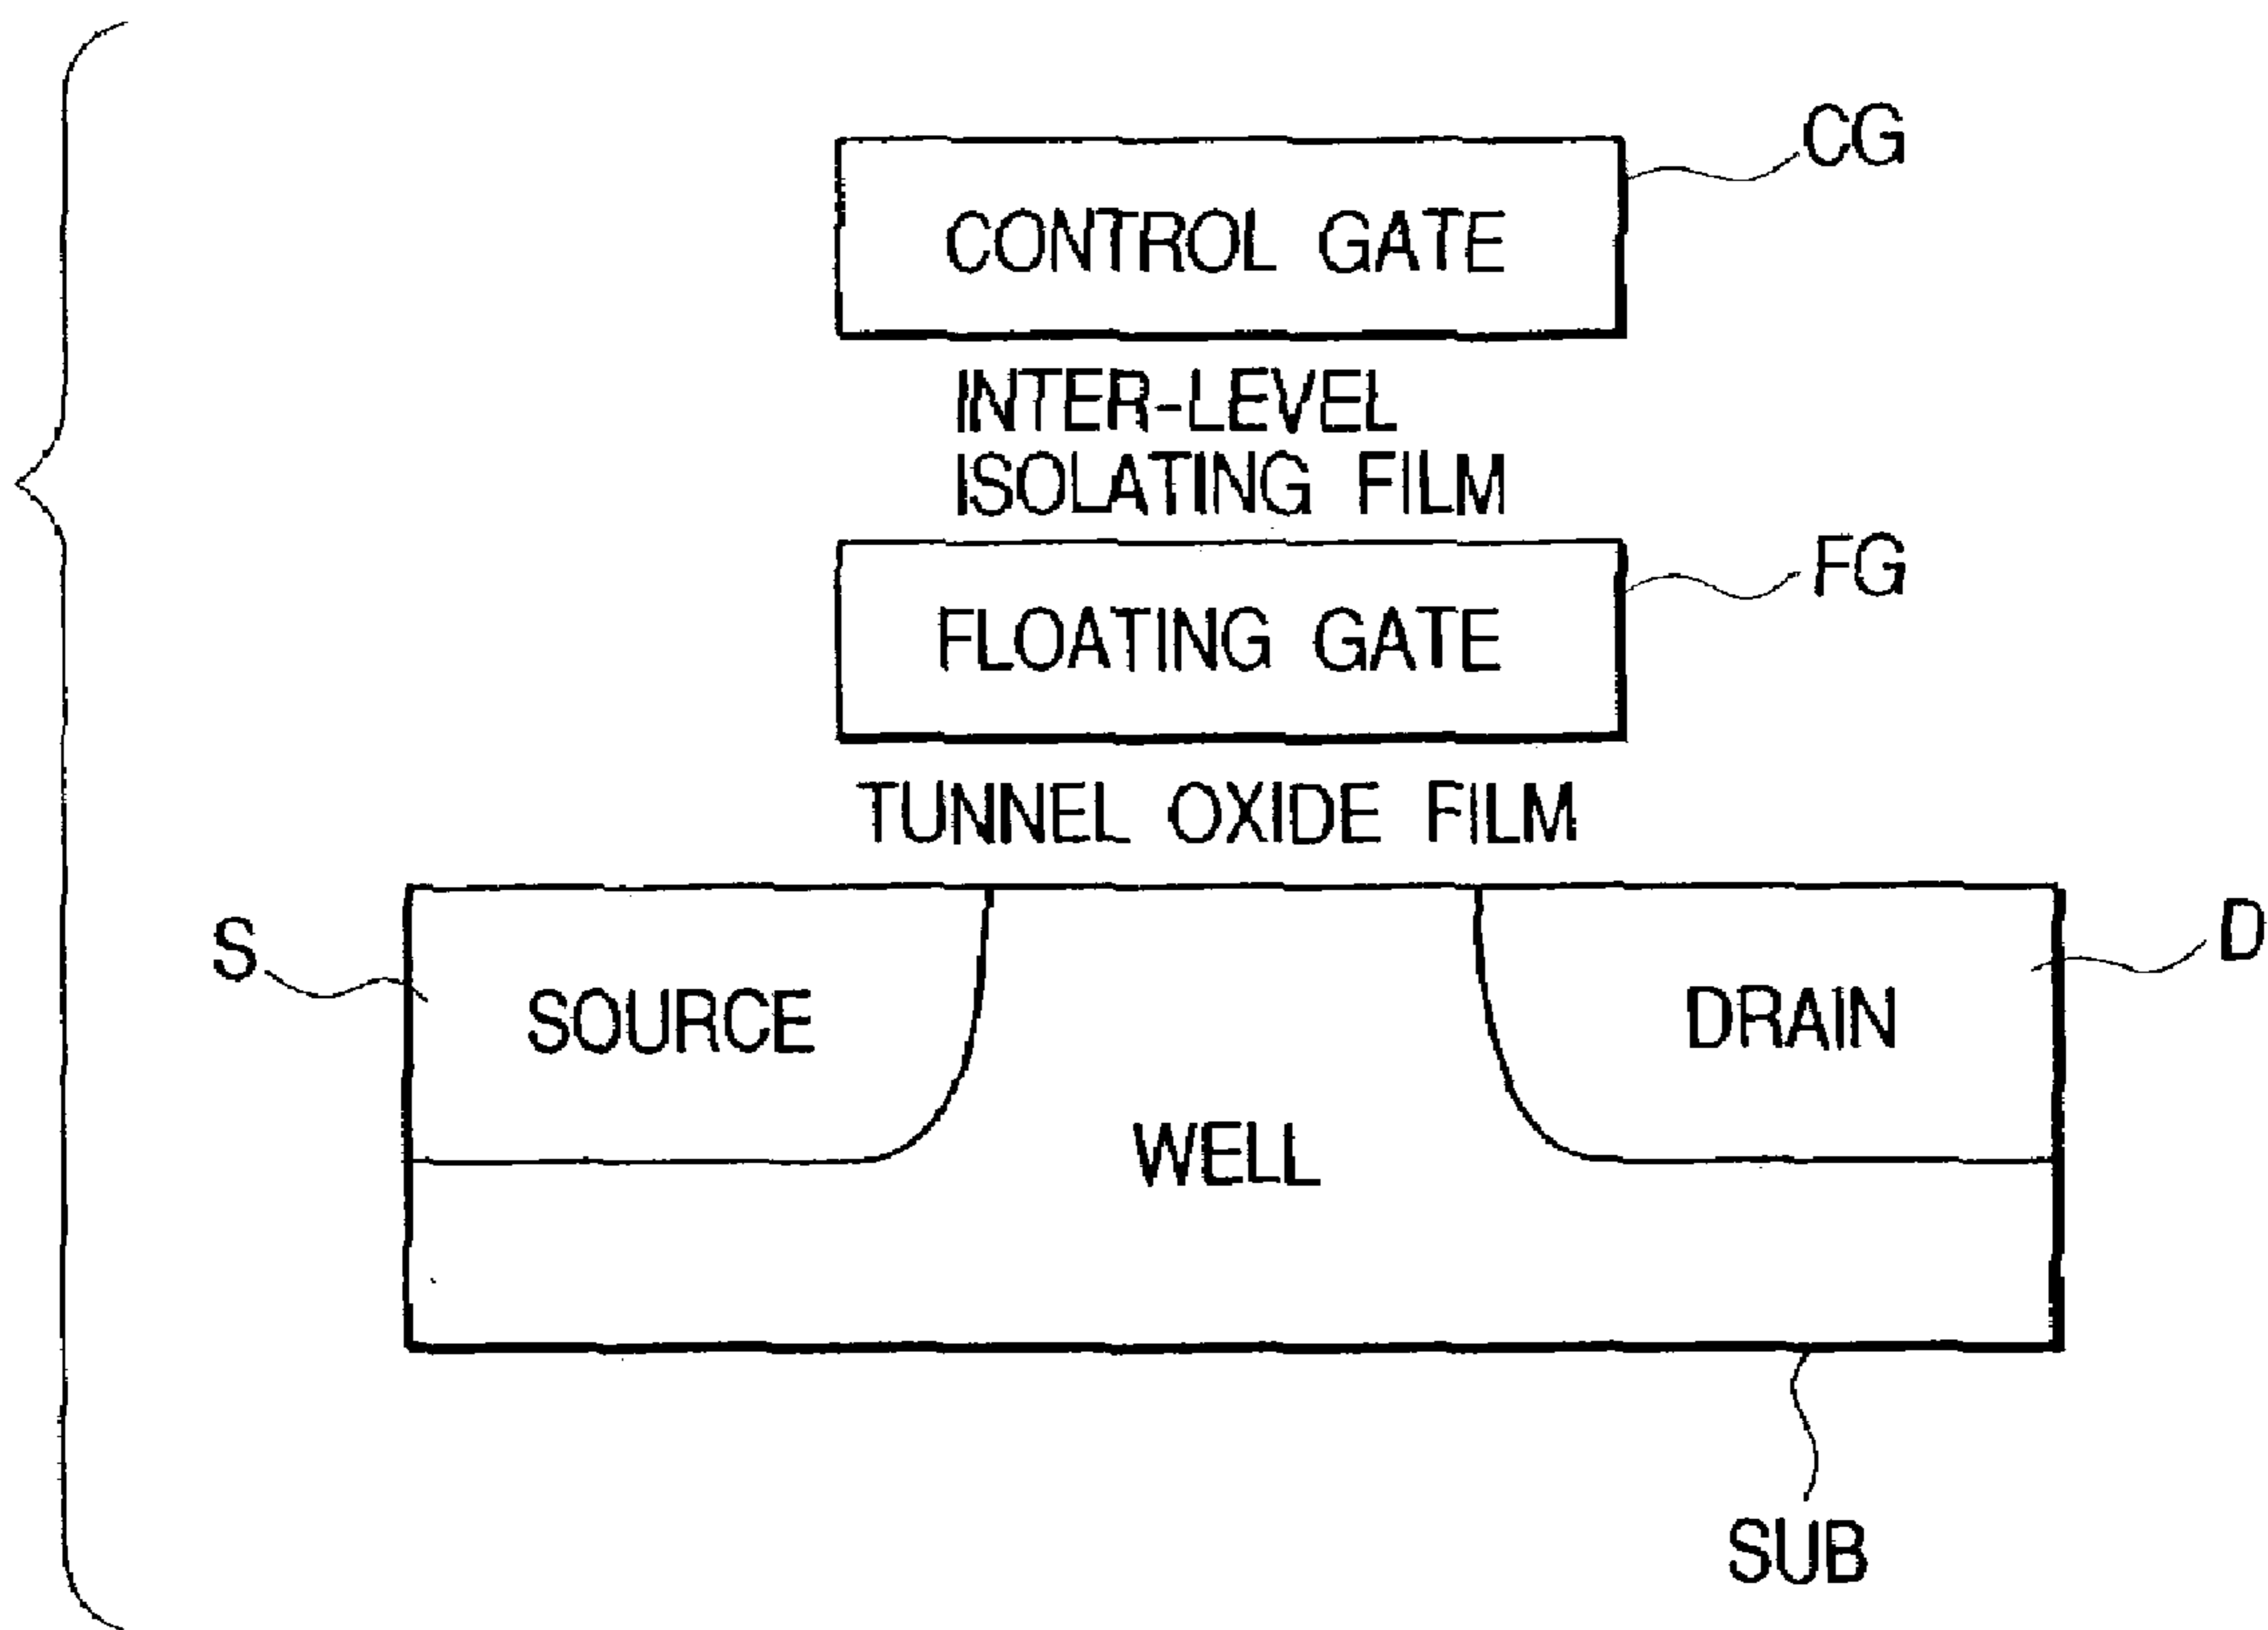 CG
CONTROL GATE
INTER-LEVEL
ISOLATING FILM
FG
FLOATING GATE
TUNNEL OXIDE FILM
S
D
SOURCE
DRAIN
WELL
SUB